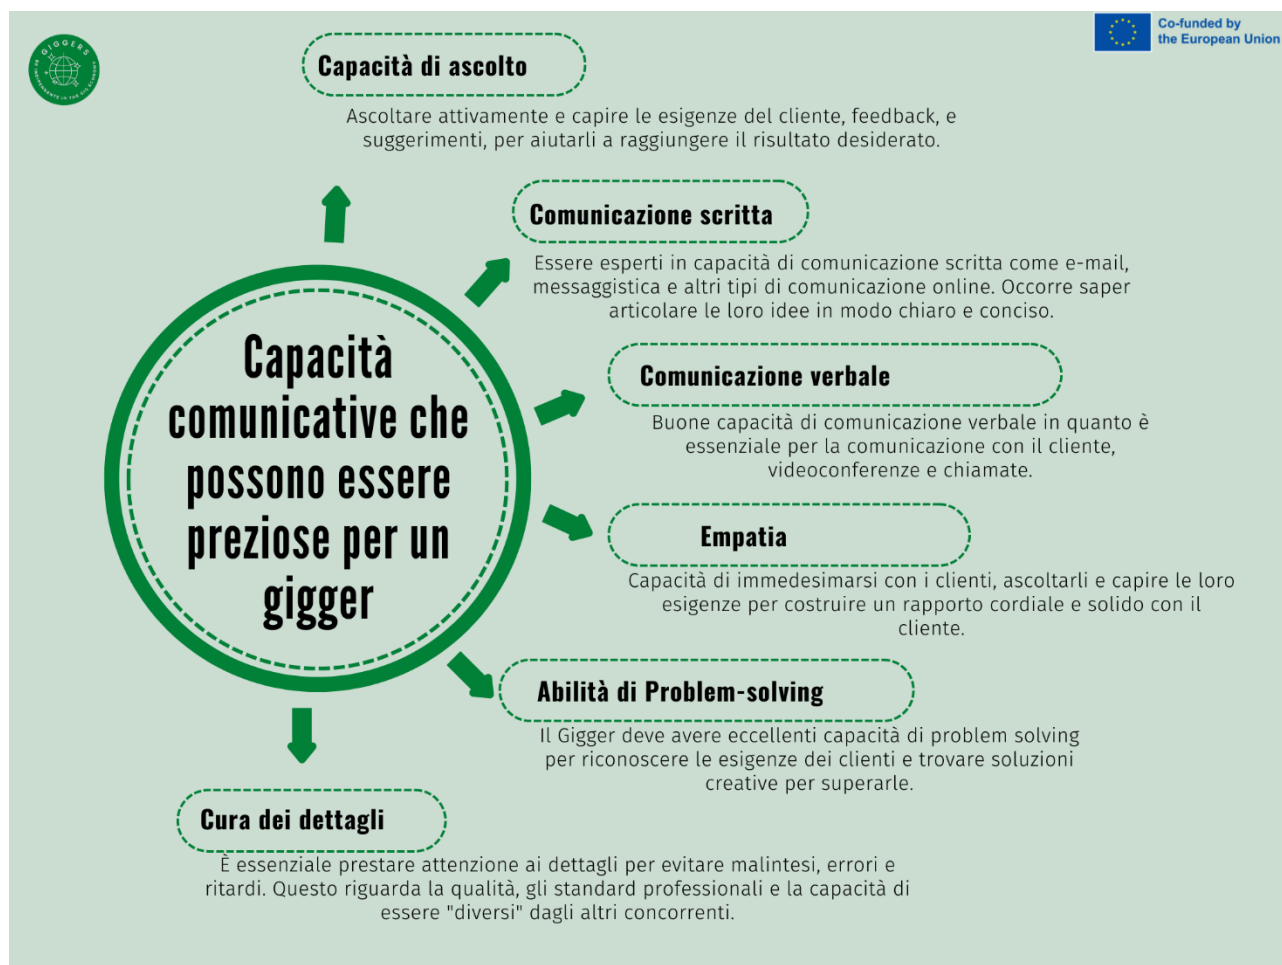 GIGGERS
BE INDIPENDENTE IN THE GIG ECONOMY
Co-funded by
the European Union
Capacità di ascolto
Ascoltare attivamente e capire le esigenze del cliente, feedback, e
suggerimenti, per aiutarli a raggiungere il risultato desiderato.
Comunicazione scritta
Essere esperti in capacità di comunicazione scritta come e-mail,
messaggistica e altri tipi di comunicazione online. Occorre saper
articolare le loro idee in modo chiaro e conciso.
Capacità
comunicative che
possono essere
preziose per un
gigger
Comunicazione verbale
Buone capacità di comunicazione verbale in quanto è
essenziale per la comunicazione con il cliente,
videoconferenze e chiamate.
Empatia
Capacità di immedesimarsi con i clienti, ascoltarli e capire le loro
esigenze per costruire un rapporto cordiale e solido con il
cliente.
Abilità di Problem-solving
Il Gigger deve avere eccellenti capacità di problem solving
per riconoscere le esigenze dei clienti e trovare soluzioni
creative per superarle.
Cura dei dettagli
È essenziale prestare attenzione ai dettagli per evitare malintesi, errori e
ritardi. Questo riguarda la qualità, gli standard professionali e la capacità di
essere "diversi" dagli altri concorrenti.